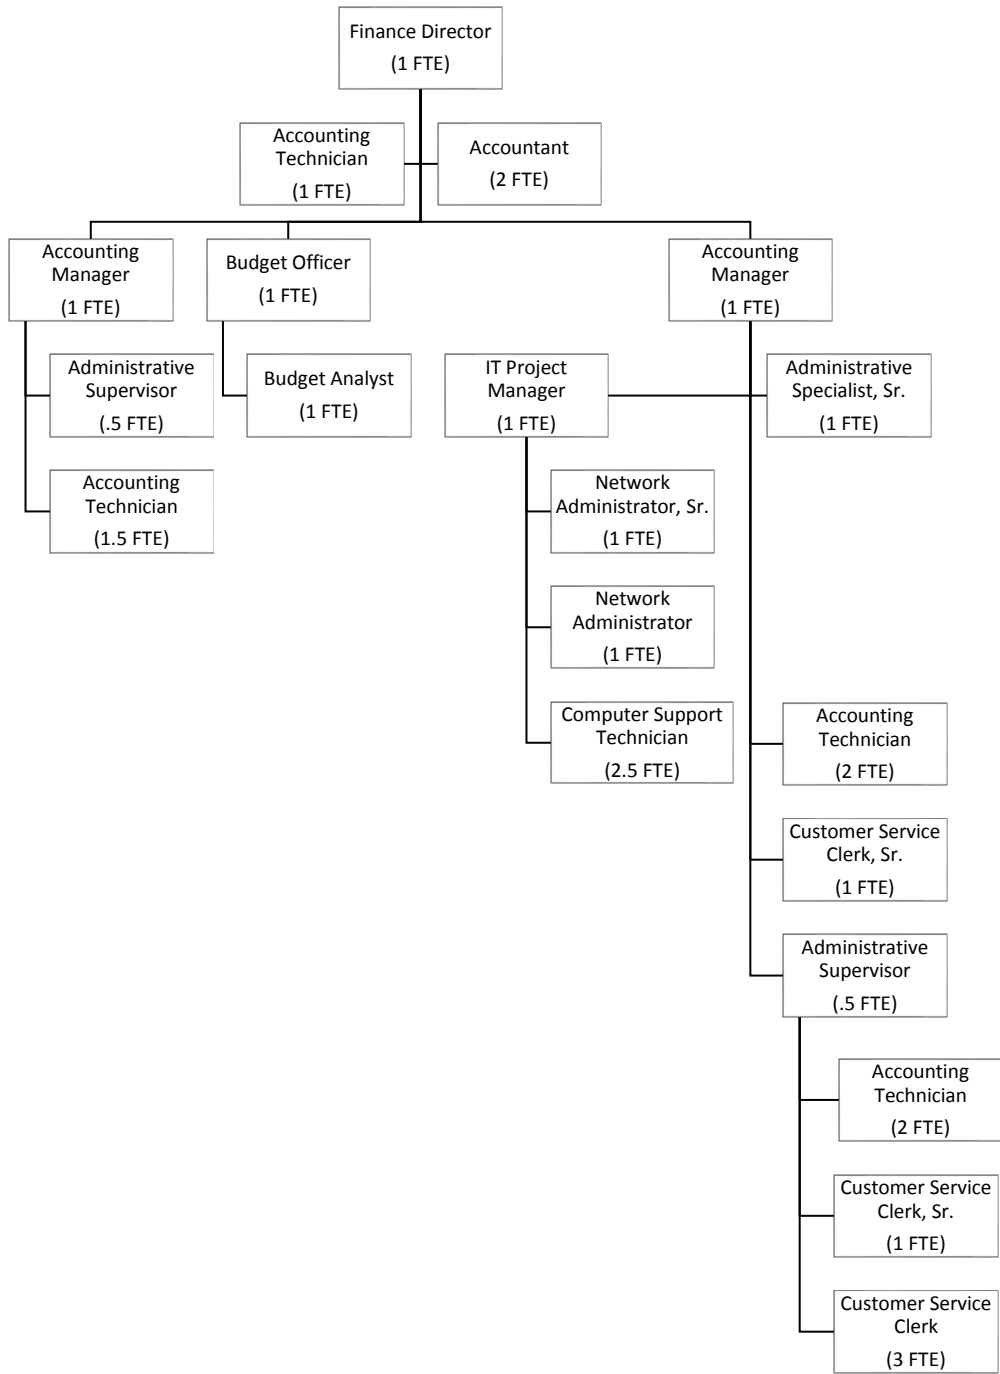 Finance Director
(1 FTE)
Accounting
Technician
(1 FTE)
Accountant
(2 FTE)
Accounting
Manager
(1 FTE)
Budget Officer
(1 FTE)
Accounting
Manager
(1 FTE)
Administrative
Supervisor
(.5 FTE)
Budget Analyst
(1 FTE)
IT Project
Manager
(1 FTE)
Administrative
Specialist, Sr.
(1 FTE)
Accounting
Technician
(1.5 FTE)
Network
Administrator, Sr.
(1 FTE)
Network
Administrator
(1 FTE)
Computer Support
Technician
(2.5 FTE)
Accounting
Technician
(2 FTE)
Customer Service
Clerk, Sr.
(1 FTE)
Administrative
Supervisor
(.5 FTE)
Accounting
Technician
(2 FTE)
Customer Service
Clerk, Sr.
(1 FTE)
Customer Service
Clerk
(3 FTE)